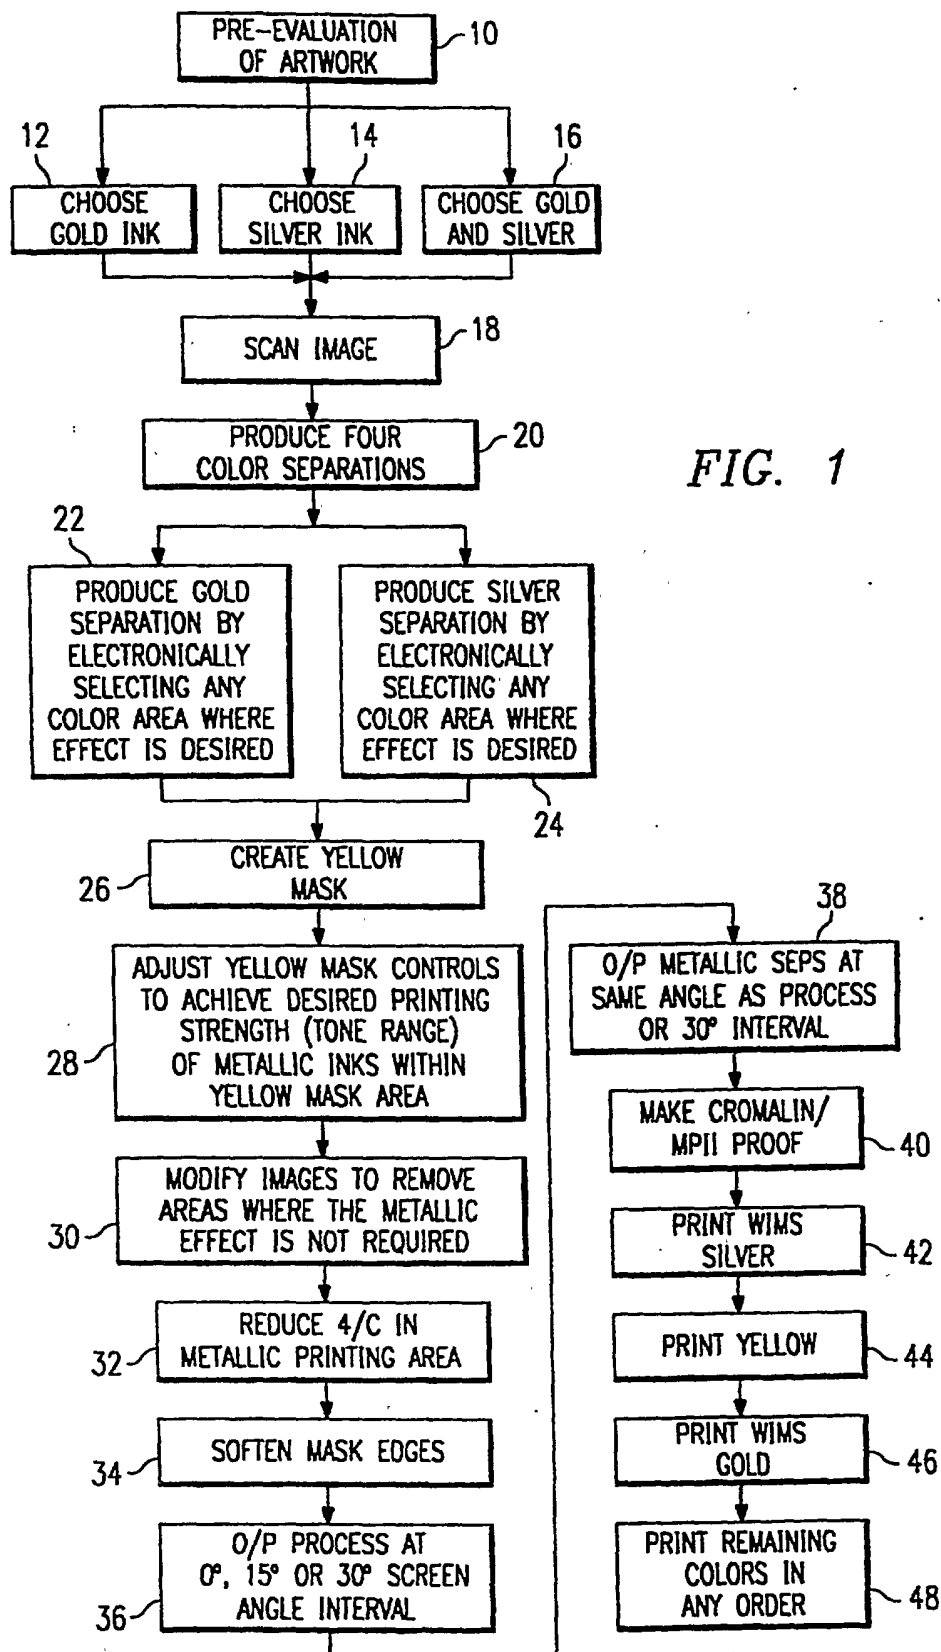 PRE-EVALUATION
OF ARTWORK
10
12
14
16
CHOOSE
GOLD INK
CHOOSE
SILVER INK
CHOOSE GOLD
AND SILVER
SCAN IMAGE
18
PRODUCE FOUR
COLOR SEPARATIONS
20
FIG. 1
22
PRODUCE GOLD
SEPARATION BY
ELECTRONICALLY
SELECTING ANY
COLOR AREA WHERE
EFFECT IS DESIRED
PRODUCE SILVER
SEPARATION BY
ELECTRONICALLY
SELECTING ANY
COLOR AREA WHERE
EFFECT IS DESIRED
24
CREATE YELLOW
MASK
26
ADJUST YELLOW MASK CONTROLS
TO ACHIEVE DESIRED PRINTING
STRENGTH (TONE RANGE)
OF METALLIC INKS WITHIN
YELLOW MASK AREA
28
MODIFY IMAGES TO REMOVE
AREAS WHERE THE METALLIC
EFFECT IS NOT REQUIRED
30
REDUCE 4/C IN
METALLIC PRINTING AREA
32
SOFTEN MASK EDGES
34
O/P PROCESS AT
0°, 15° OR 30° SCREEN
ANGLE INTERVAL
36
38
O/P METALLIC SEPS AT
SAME ANGLE AS PROCESS
OR 30° INTERVAL
MAKE CROMALIN/
MPII PROOF
40
PRINT WIMS
SILVER
42
PRINT YELLOW
44
PRINT WIMS
GOLD
46
PRINT REMAINING
COLORS IN
ANY ORDER
48